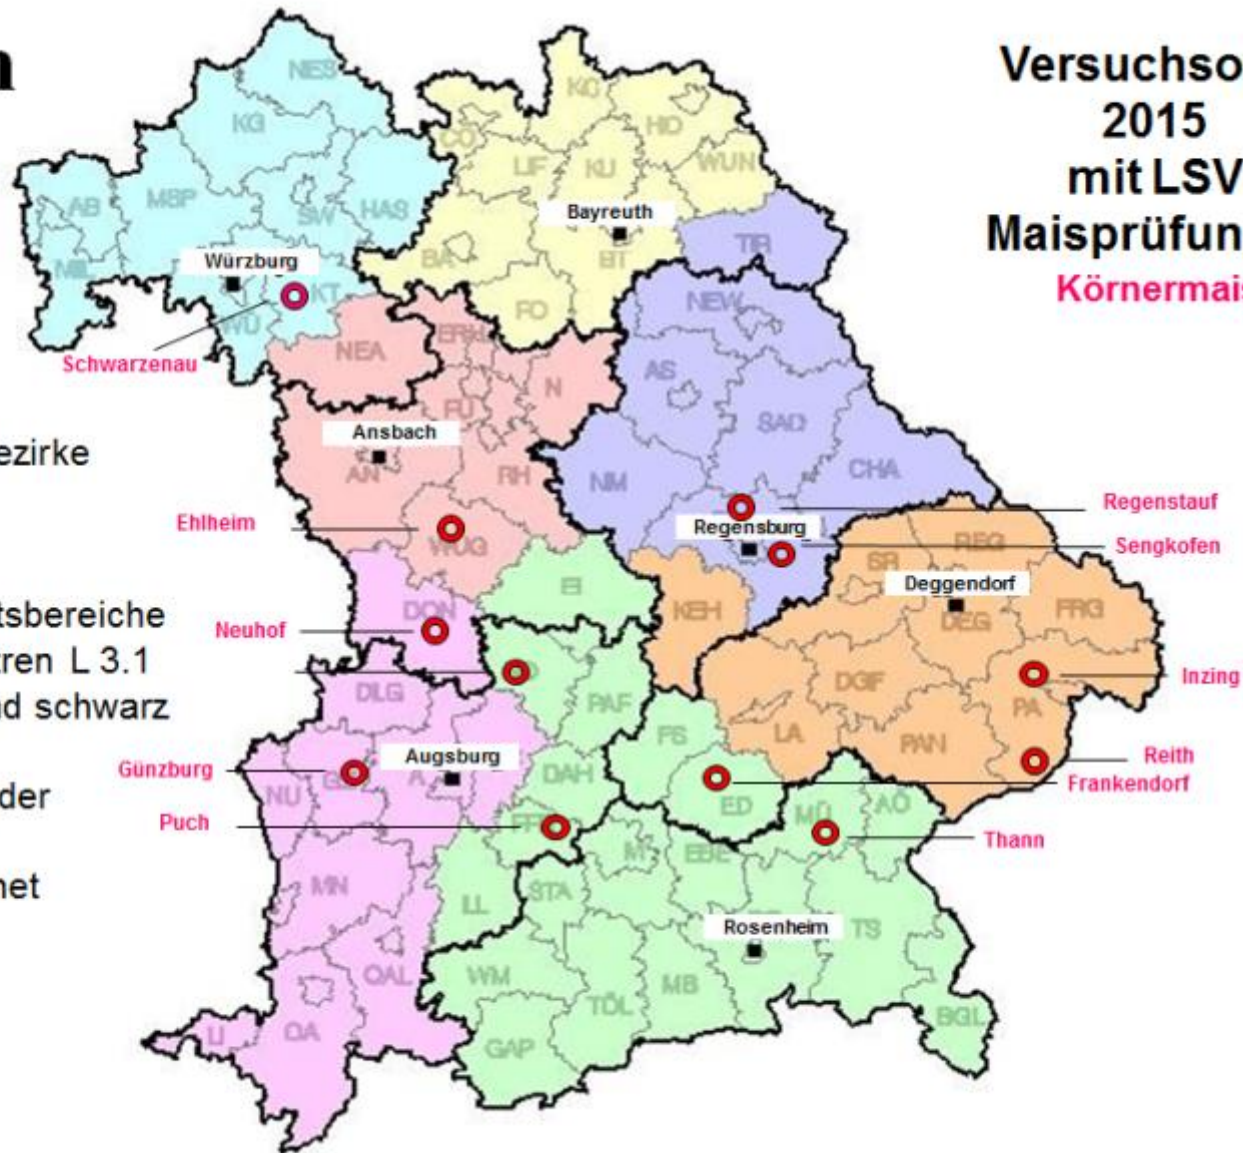 n
Versuchso
2015
mit LSV
Maisprüfun
Körnermais
NES
KG
KC
CO
HO
LIF
KU
WUN
AB
MSP
SW
HAS
Bayreuth
TIR
MIL
Würzburg
BA
BT
KT
NEW
WÜ
FO
Schwarzenau
NEA
ERH
AS
N
FÜ
SAD
Ansbach
ezirke
AN
RH
NM
CHA
Regenstauf
Ehlheim
Regensburg
WUG
Sengkofen
REG
SR
Deggendorf
EI
tsbereiche
DON
KEH
DEG
FRG
Neuhof
tren L 3.1
Inzing
DLG
PAF
DGF
PA
nd schwarz
FS
LA
PAN
Günzburg
Augsburg
Reith
NU
A
DAH
Frankendorf
der
ED
AÖ
Puch
MÜ
Thann
M
EBE
MN
STA
net
LL
Rosenheim
TS
OAL
WM
MB
TÖL
LI
OA
BGL
GAP